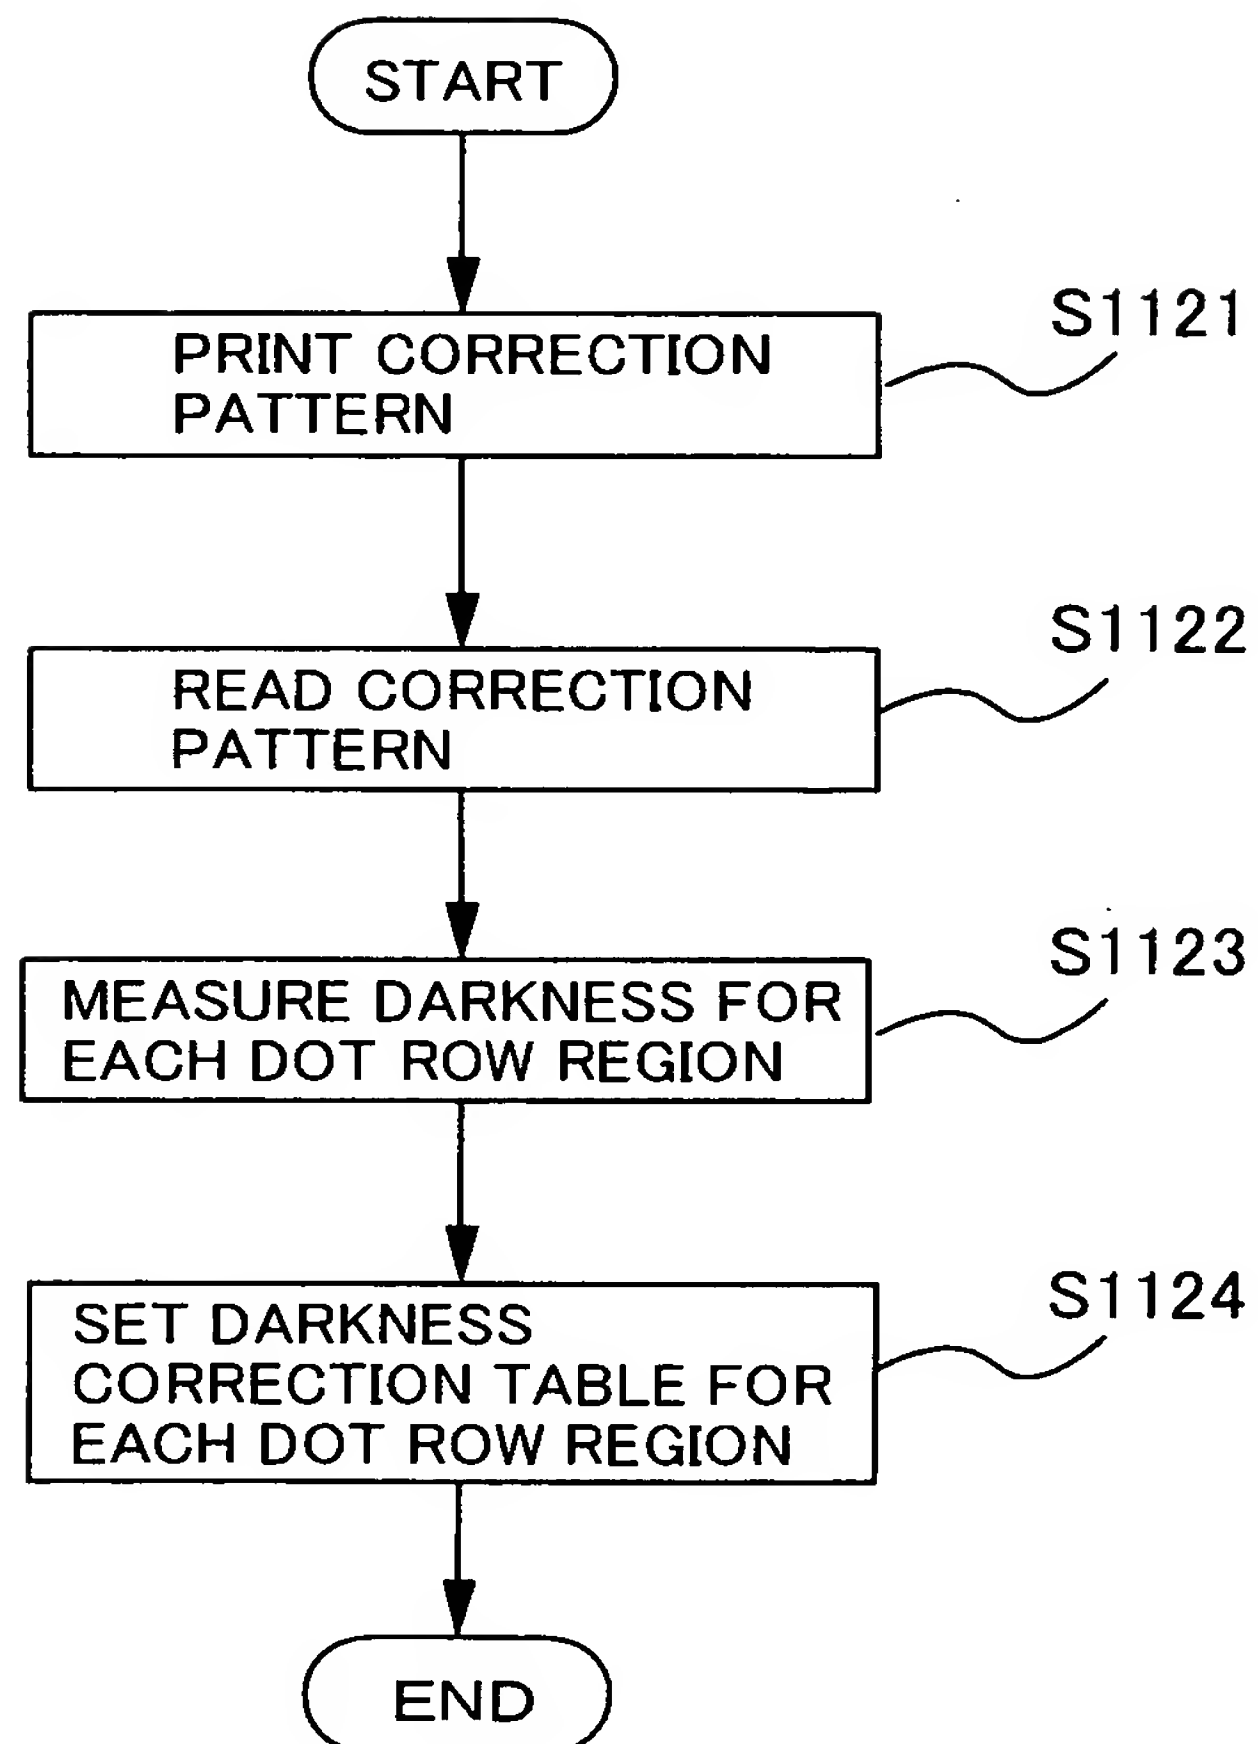 START
PRINT CORRECTION
PATTERN
S1121
READ CORRECTION
PATTERN
S1122
MEASURE DARKNESS FOR
EACH DOT ROW REGION
S1123
SET DARKNESS
CORRECTION TABLE FOR
EACH DOT ROW REGION
S1124
END